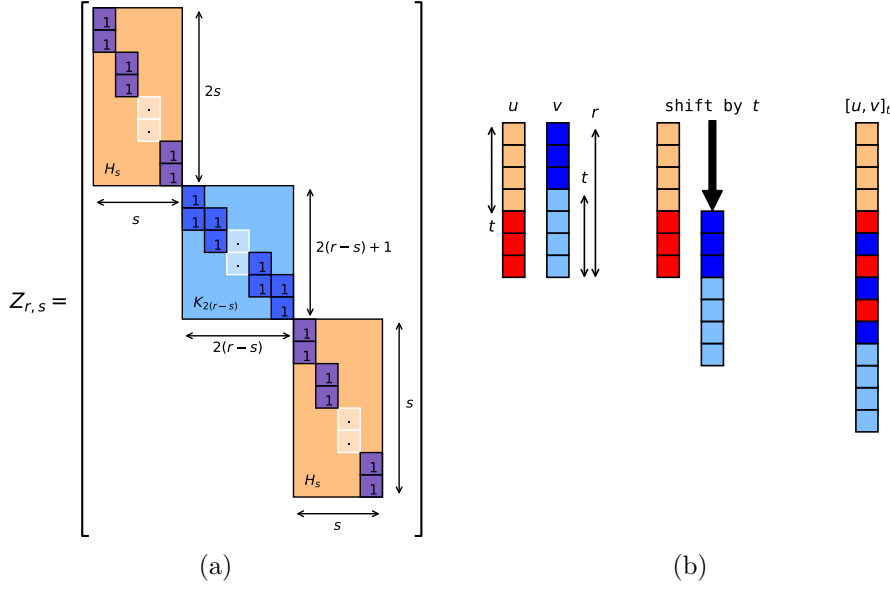 Z_{r,s} =
1
1
1
1
.
.
1
1
H_s
2s
s
1
1 1
1 .
. 1
1 1
1
K_{2(r-s)}
2(r-s)+1
2(r-s)
1
1
1
1
.
.
1
1
H_s
s
s
(a)
u v r
t
t
shift by t
[u, v]_t
(b)